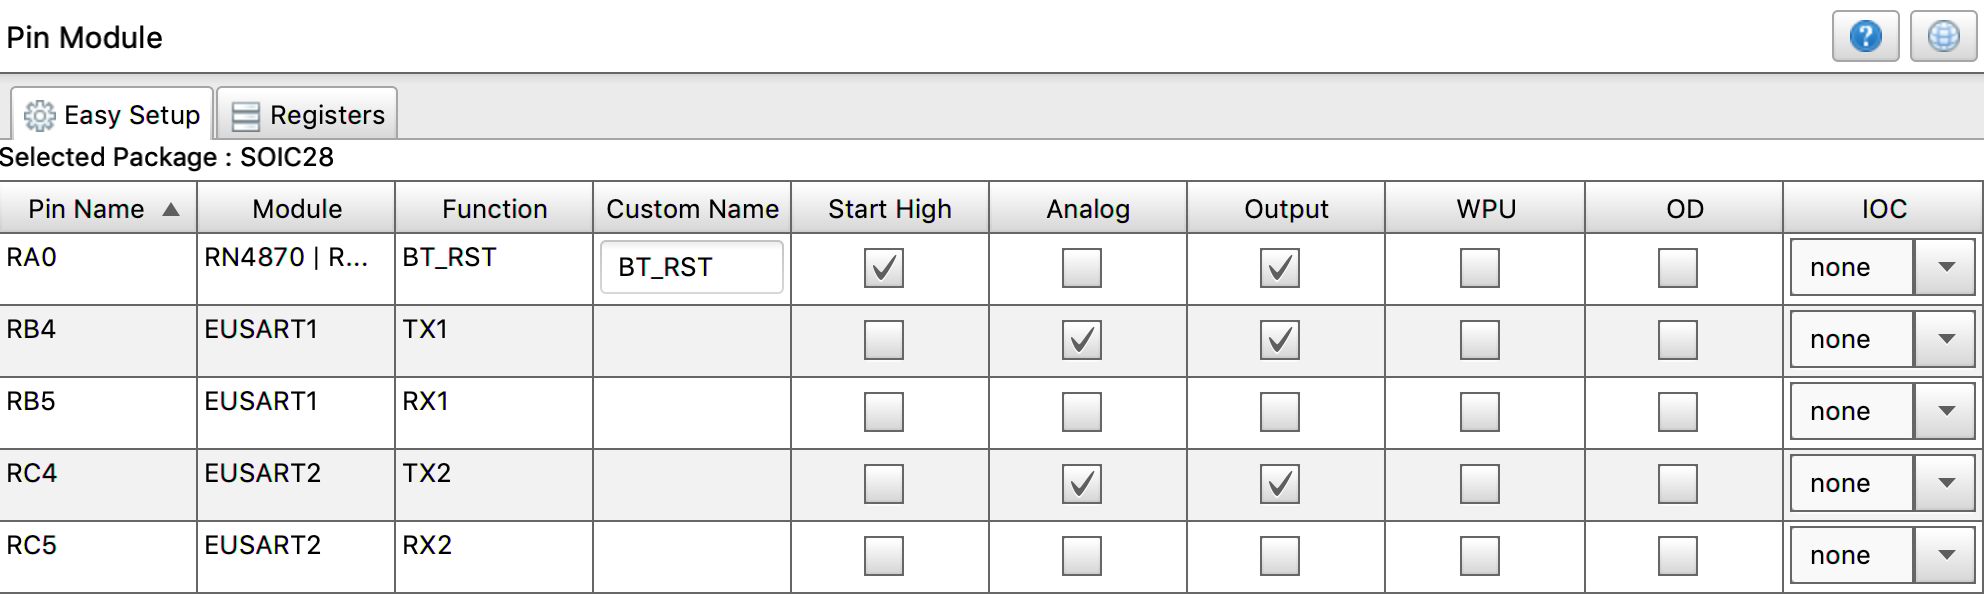 Pin Module
Easy Setup Registers
Selected Package : SOIC28
Pin Name Module Function Custom Name Start High Analog Output WPU OD IOC
RA0 RN4870 | R... BT_RST BT_RST none
RB4 EUSART1 TX1 none
RB5 EUSART1 RX1 none
RC4 EUSART2 TX2 none
RC5 EUSART2 RX2 none